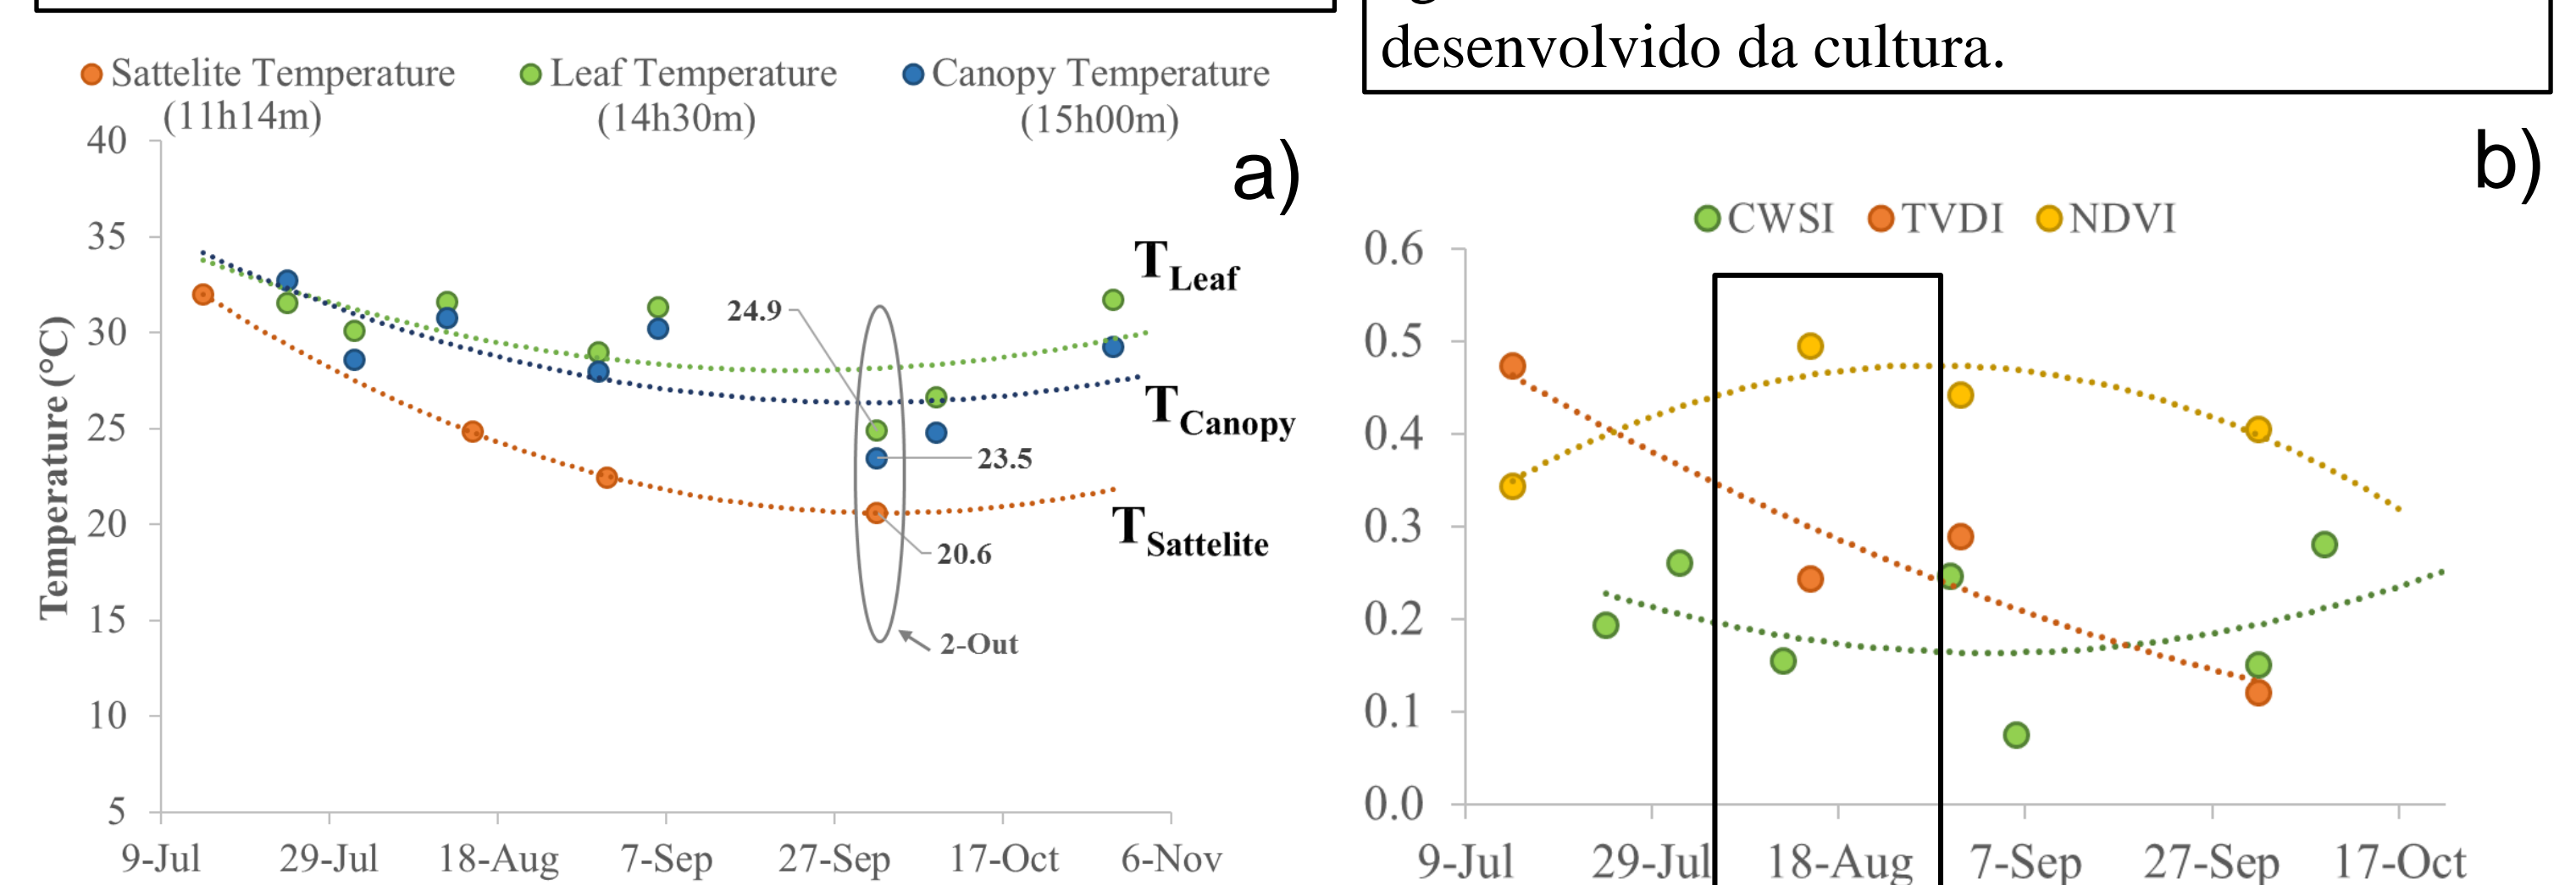 desenvolvido da cultura.
Sattelite Temperature
(11h14m)
Leaf Temperature
(14h30m)
Canopy Temperature
(15h00m)
a)
Temperature (°C)
40
35
30
25
20
15
10
5
9-Jul 29-Jul 18-Aug 7-Sep 27-Sep 17-Oct 6-Nov
T Leaf
T Canopy
T Sattelite
24.9
23.5
20.6
2-Out
b)
CWSI TVDI NDVI
0.6
0.5
0.4
0.3
0.2
0.1
0.0
9-Jul 29-Jul 18-Aug 7-Sep 27-Sep 17-Oct